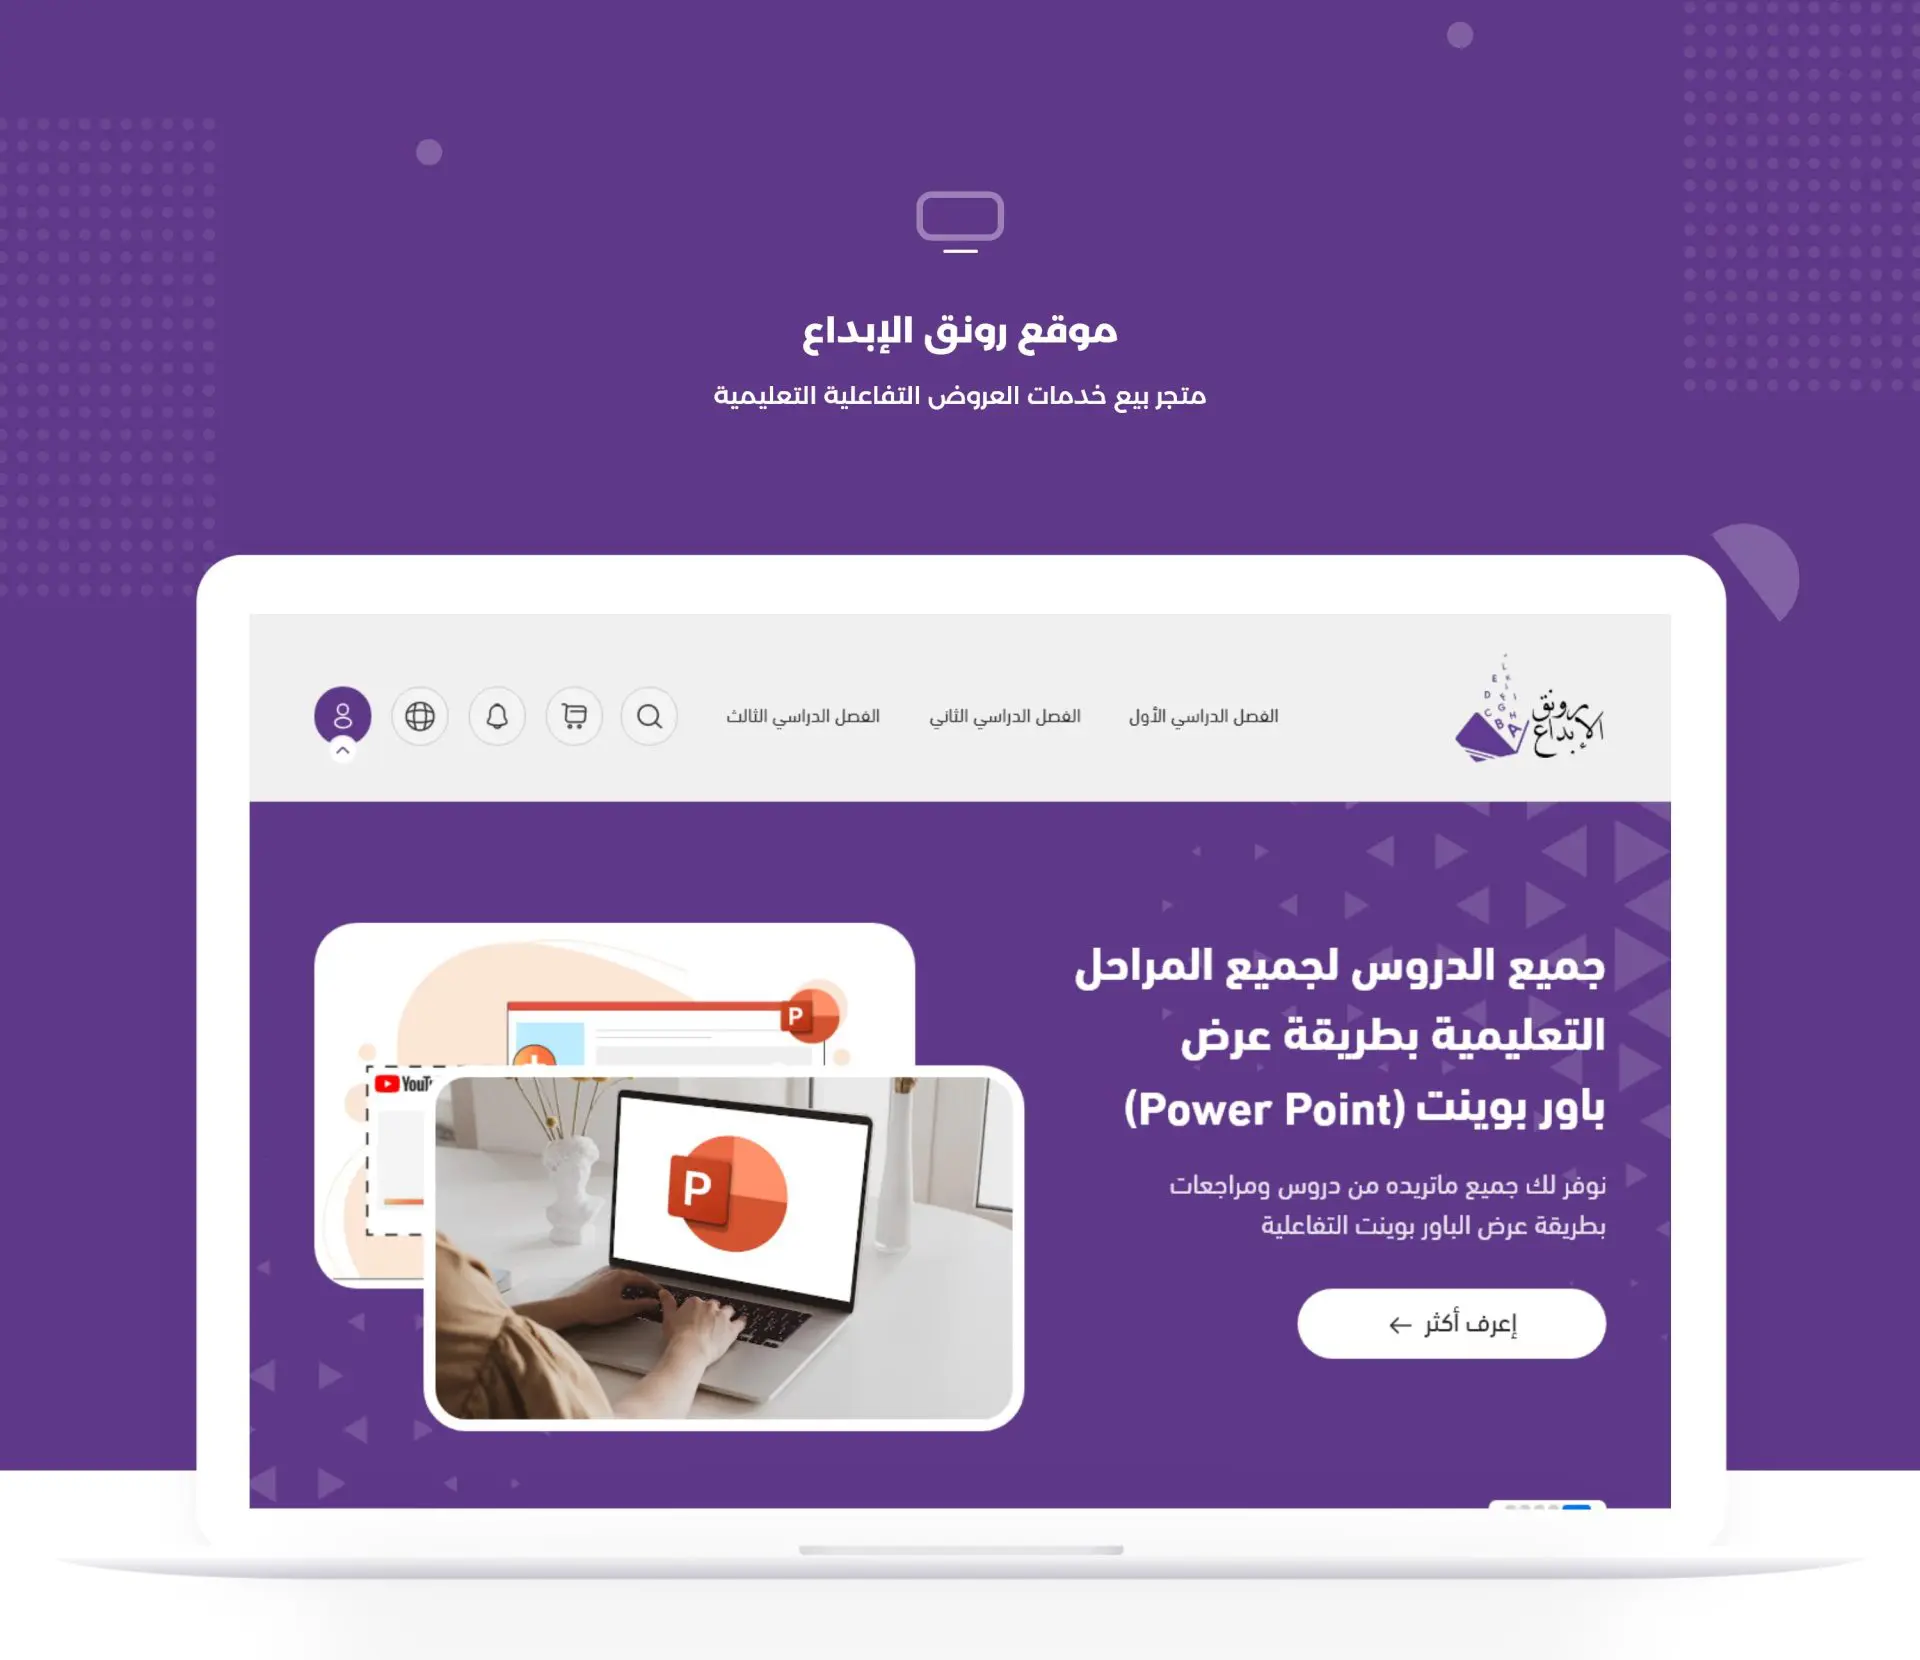 موقع رونق الإبداع
متجر بيع خدمات العروض التفاعلية التعليمية
رونق
الإبداع
الفصل الدراسي الأول
الفصل الدراسي الثاني
الفصل الدراسي الثالث
جميع الدروس لجميع المراحل
التعليمية بطريقة عرض
باور بوينت (Power Point)
نوفر لك جميع ماتريده من دروس ومراجعات
بطريقة عرض الباور بوينت التفاعلية
إعرف أكثر
P
P